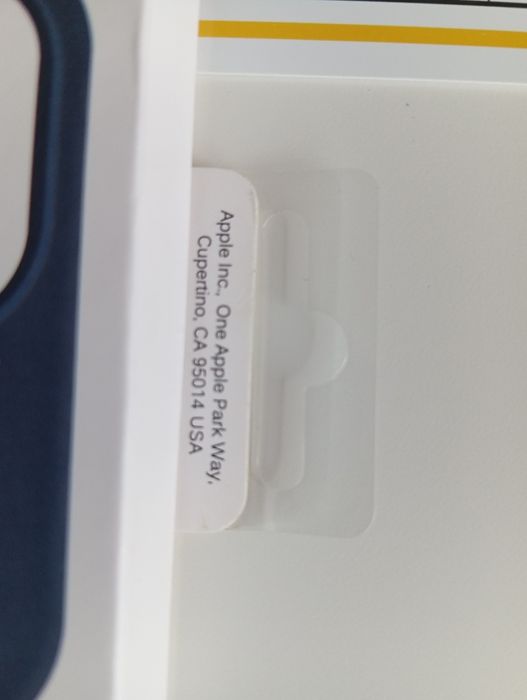 Apple Inc., One Apple Park Way,
Cupertino, CA 95014 USA